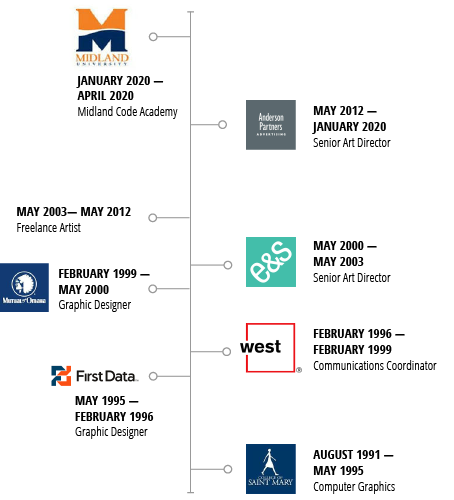 MIDLAND
UNIVERSITY
JANUARY 2020 —
APRIL 2020
Midland Code Academy
Anderson
Partners
ADVERTISING
MAY 2012 —
JANUARY 2020
Senior Art Director
MAY 2003— MAY 2012
Freelance Artist
e&s
MAY 2000 —
MAY 2003
Senior Art Director
Mutual of Omaha
FEBRUARY 1999 —
MAY 2000
Graphic Designer
west
®
FEBRUARY 1996 —
FEBRUARY 1999
Communications Coordinator
First Data
MAY 1995 —
FEBRUARY 1996
Graphic Designer
COLLEGE OF
SAINT MARY
AUGUST 1991 —
MAY 1995
Computer Graphics